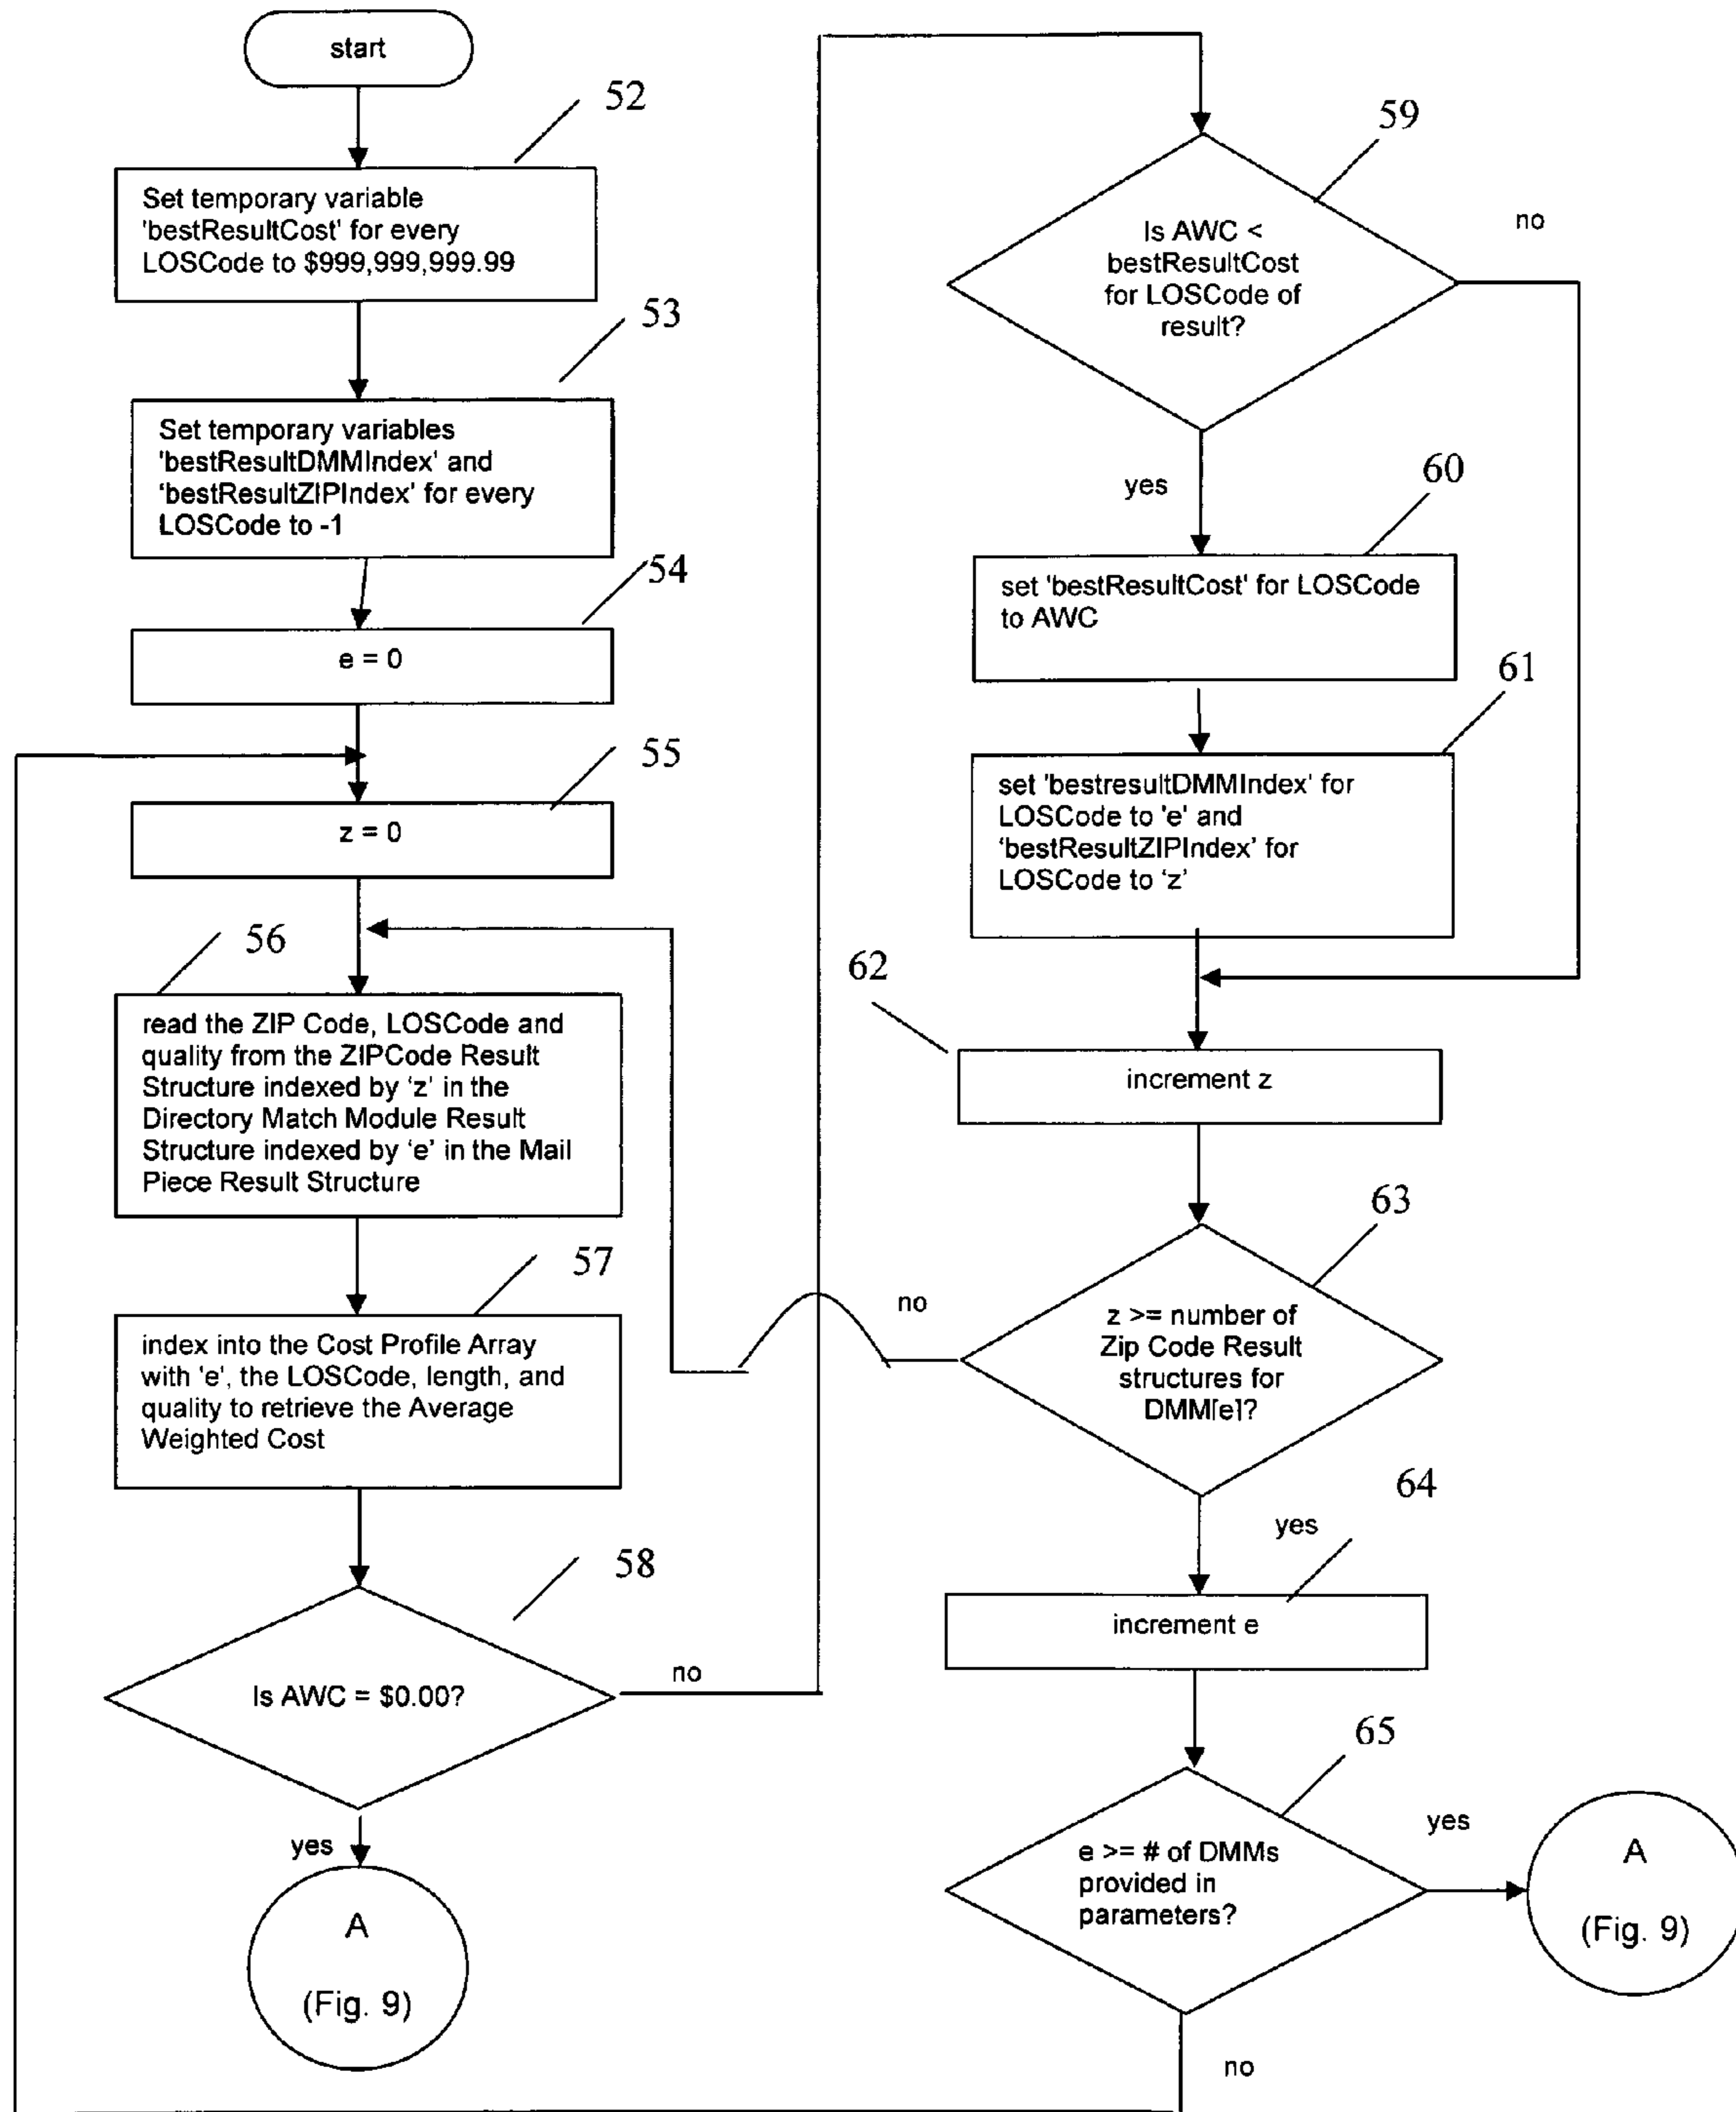 start
52
Set temporary variable
'bestResultCost' for every
LOSCode to $999,999,999.99
53
Set temporary variables
'bestResultDMMIndex' and
'bestResultZIPIndex' for every
LOSCode to -1
54
e = 0
55
z = 0
56
read the ZIP Code, LOSCode and
quality from the ZIPCode Result
Structure indexed by 'z' in the
Directory Match Module Result
Structure indexed by 'e' in the Mail
Piece Result Structure
57
index into the Cost Profile Array
with 'e', the LOSCode, length, and
quality to retrieve the Average
Weighted Cost
58
Is AWC = $0.00?
no
yes
A
(Fig. 9)
59
Is AWC <
bestResultCost
for LOSCode of
result?
no
yes
60
set 'bestResultCost' for LOSCode
to AWC
61
set 'bestresultDMMIndex' for
LOSCode to 'e' and
'bestResultZIPIndex' for
LOSCode to 'z'
62
increment z
63
z >= number of
Zip Code Result
structures for
DMM[e]?
no
yes
64
increment e
65
e >= # of DMMs
provided in
parameters?
yes
A
(Fig. 9)
no